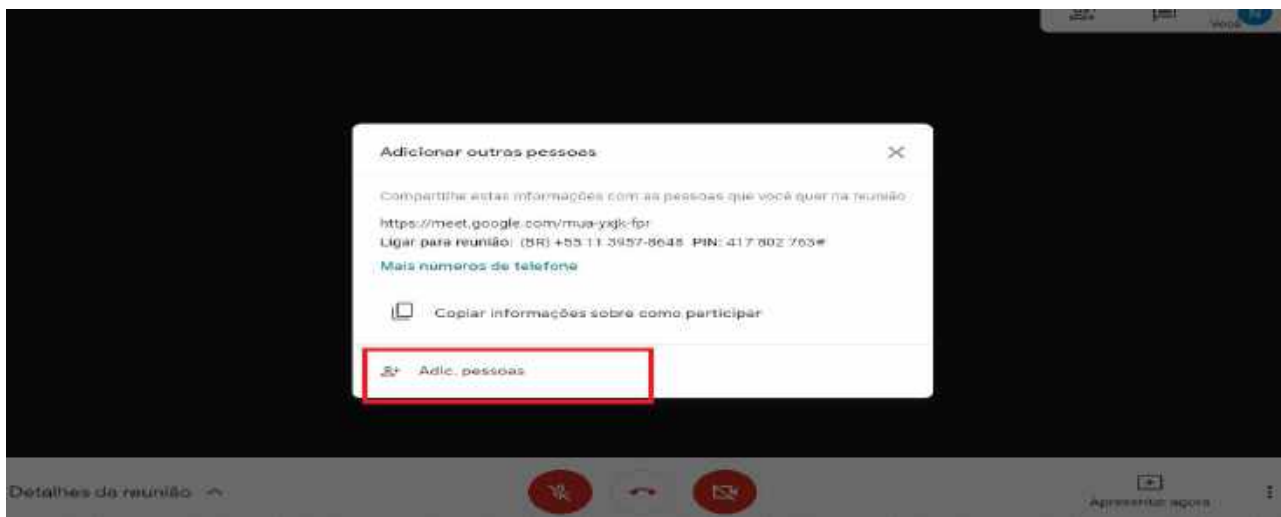 Você
Adicionar outras pessoas
Compartilhe estas informações com as pessoas que você quer na reunião
https://meet.google.com/mua-yxjk-fpr
Ligar para reunião: (BR) +55 11 3957-8648 PIN: 417 802 763#
Mais números de telefone
Copiar informações sobre como participar
Adic. pessoas
Detalhes da reunião
Apresentar agora